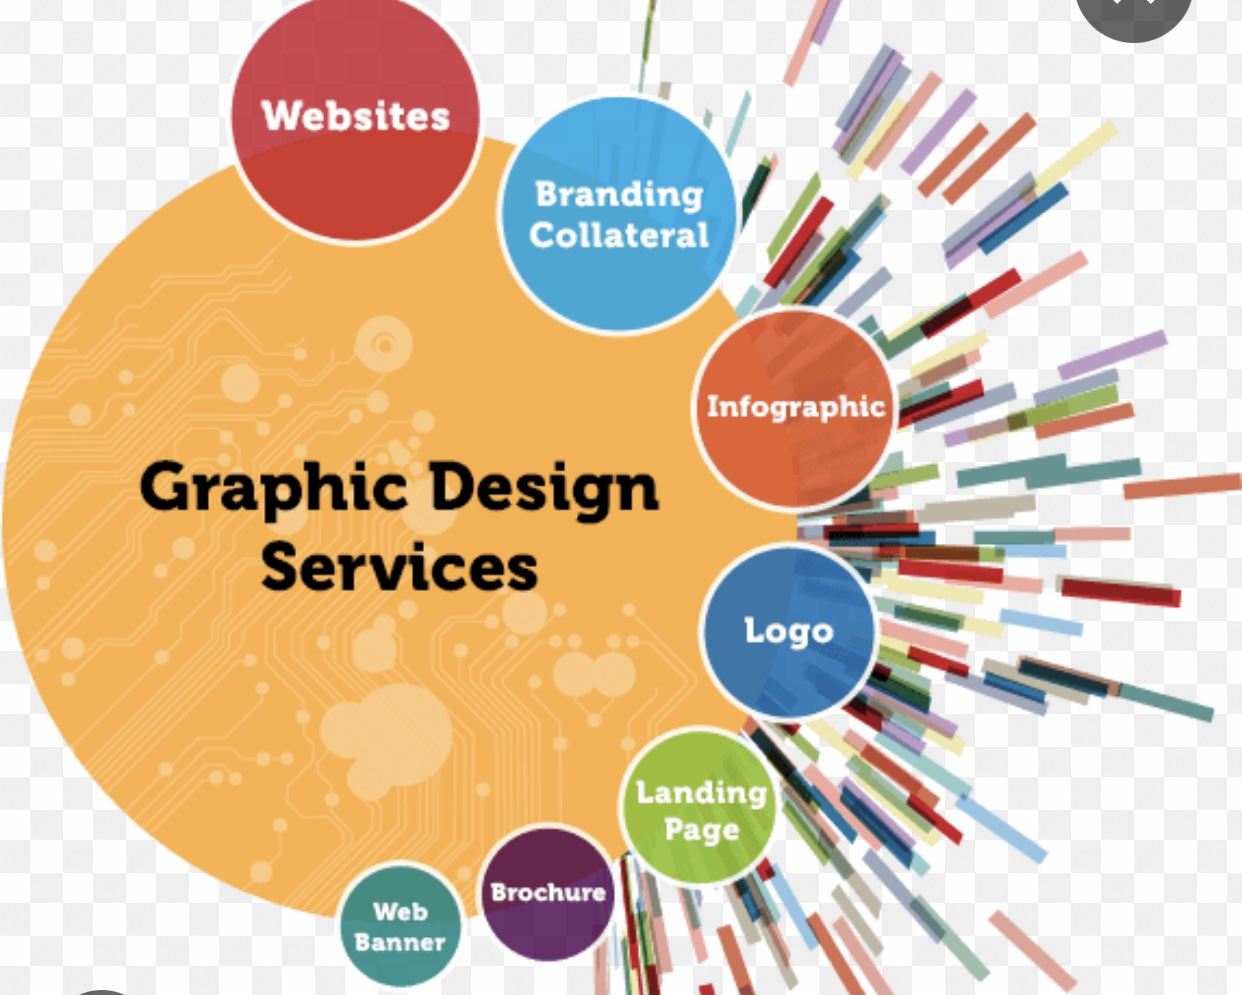 Websites
Branding
Collateral
Infographic
Graphic Design
Services
Logo
Landing
Page
Brochure
Web
Banner